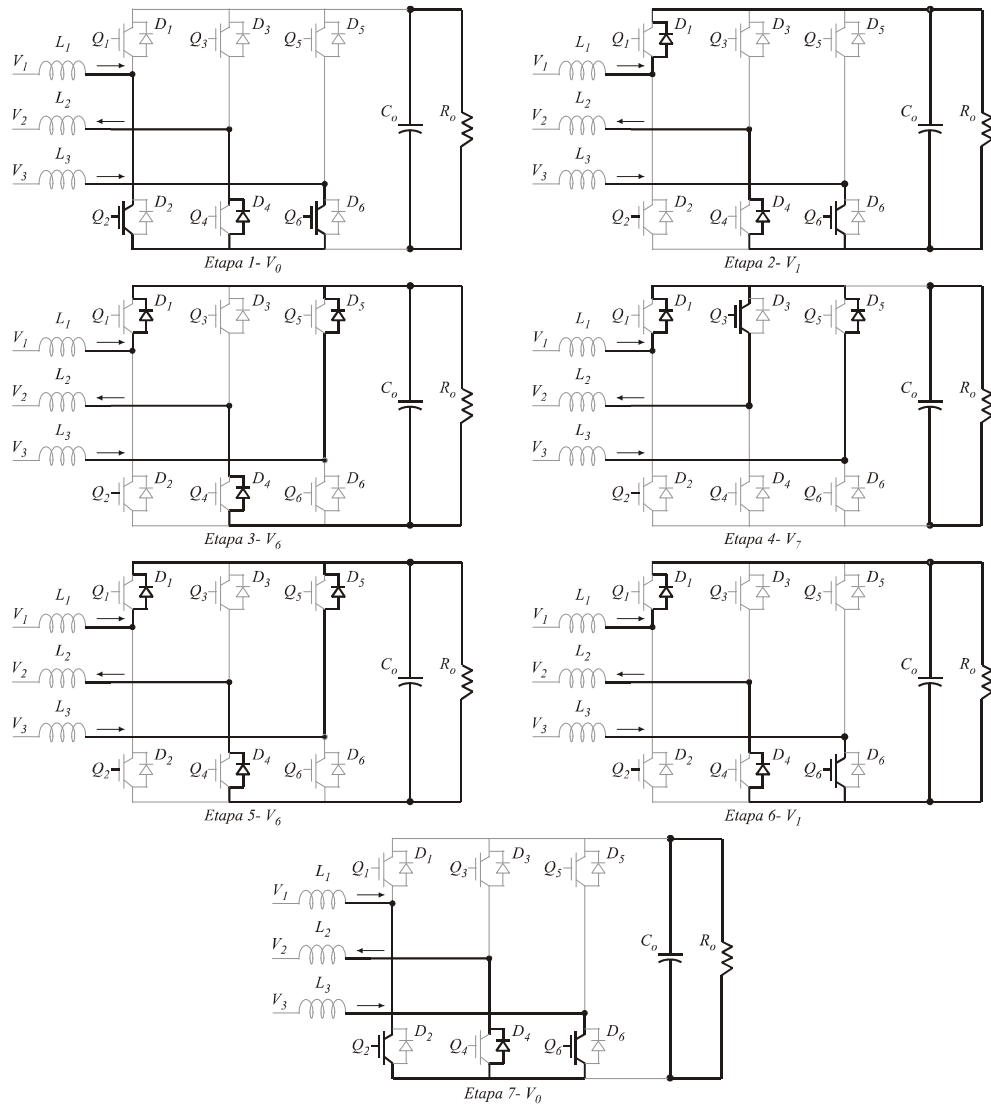 Q1 D1 Q3 D3 Q5 D5
V1 L1
V2 L2
V3 L3
Co Ro
Q2 D2 Q4 D4 Q6 D6
Etapa 1- V0
Q1 D1 Q3 D3 Q5 D5
V1 L1
V2 L2
V3 L3
Co Ro
Q2 D2 Q4 D4 Q6 D6
Etapa 2- V1
Q1 D1 Q3 D3 Q5 D5
V1 L1
V2 L2
V3 L3
Co Ro
Q2 D2 Q4 D4 Q6 D6
Etapa 3- V6
Q1 D1 Q3 D3 Q5 D5
V1 L1
V2 L2
V3 L3
Co Ro
Q2 D2 Q4 D4 Q6 D6
Etapa 4- V7
Q1 D1 Q3 D3 Q5 D5
V1 L1
V2 L2
V3 L3
Co Ro
Q2 D2 Q4 D4 Q6 D6
Etapa 5- V6
Q1 D1 Q3 D3 Q5 D5
V1 L1
V2 L2
V3 L3
Co Ro
Q2 D2 Q4 D4 Q6 D6
Etapa 6- V1
Q1 D1 Q3 D3 Q5 D5
V1 L1
V2 L2
V3 L3
Co Ro
Q2 D2 Q4 D4 Q6 D6
Etapa 7- V0